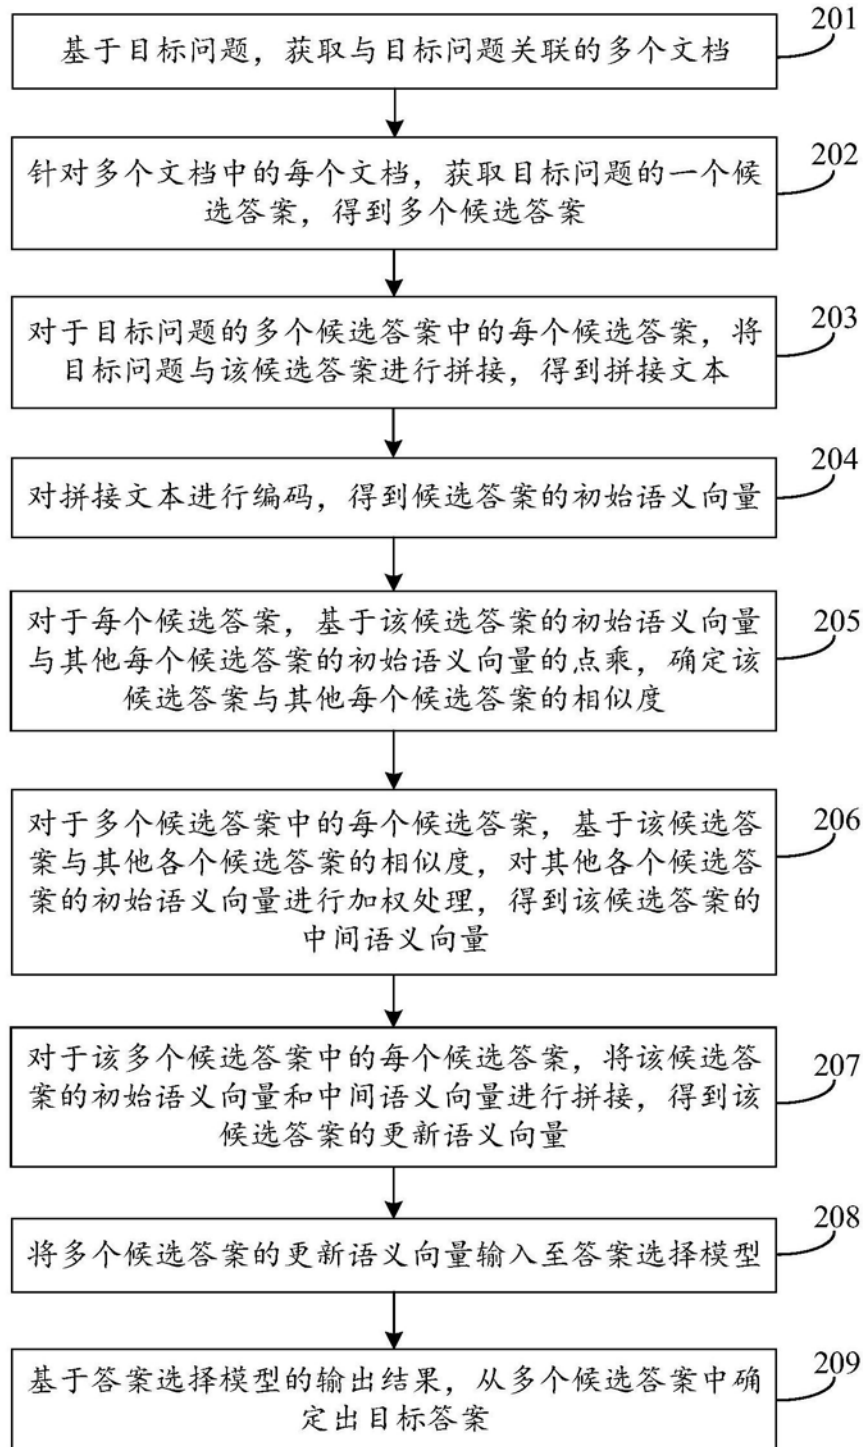 201
基于目标问题，获取与目标问题关联的多个文档
202
针对多个文档中的每个文档，获取目标问题的一个候
选答案，得到多个候选答案
203
对于目标问题的多个候选答案中的每个候选答案，将
目标问题与该候选答案进行拼接，得到拼接文本
204
对拼接文本进行编码，得到候选答案的初始语义向量
205
对于每个候选答案，基于该候选答案的初始语义向量
与其他每个候选答案的初始语义向量的点乘，确定该
候选答案与其他每个候选答案的相似度
206
对于多个候选答案中的每个候选答案，基于该候选答
案与其他各个候选答案的相似度，对其他各个候选答
案的初始语义向量进行加权处理，得到该候选答案的
中间语义向量
207
对于该多个候选答案中的每个候选答案，将该候选答
案的初始语义向量和中间语义向量进行拼接，得到该
候选答案的更新语义向量
208
将多个候选答案的更新语义向量输入至答案选择模型
209
基于答案选择模型的输出结果，从多个候选答案中确
定出目标答案